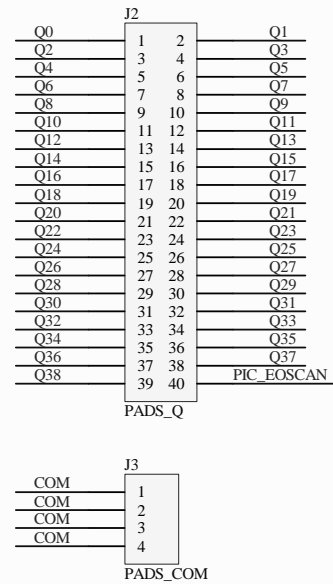 J2
Q0 1 2 Q1
Q2 3 4 Q3
Q4 5 6 Q5
Q6 7 8 Q7
Q8 9 10 Q9
Q10 11 12 Q11
Q12 13 14 Q13
Q14 15 16 Q15
Q16 17 18 Q17
Q18 19 20 Q19
Q20 21 22 Q21
Q22 23 24 Q23
Q24 25 26 Q25
Q26 27 28 Q27
Q28 29 30 Q29
Q30 31 32 Q31
Q32 33 34 Q33
Q34 35 36 Q35
Q36 37 38 Q37
Q38 39 40 PIC_EOSCAN
PADS_Q
J3
COM 1
COM 2
COM 3
COM 4
PADS_COM